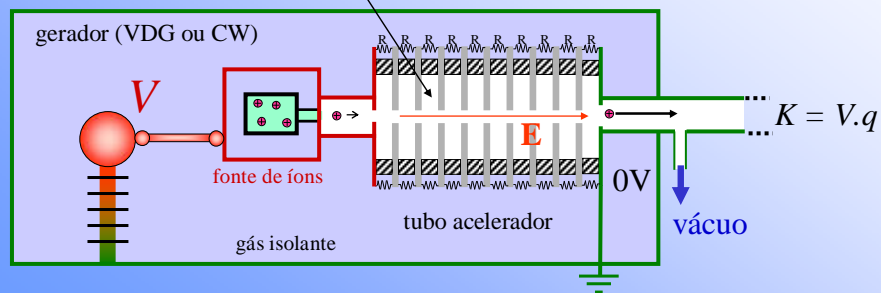 gerador (VDG ou CW)
R R R R R R R R R
V
K = V.q
E
fonte de íons
0V
tubo acelerador
vácuo
gás isolante